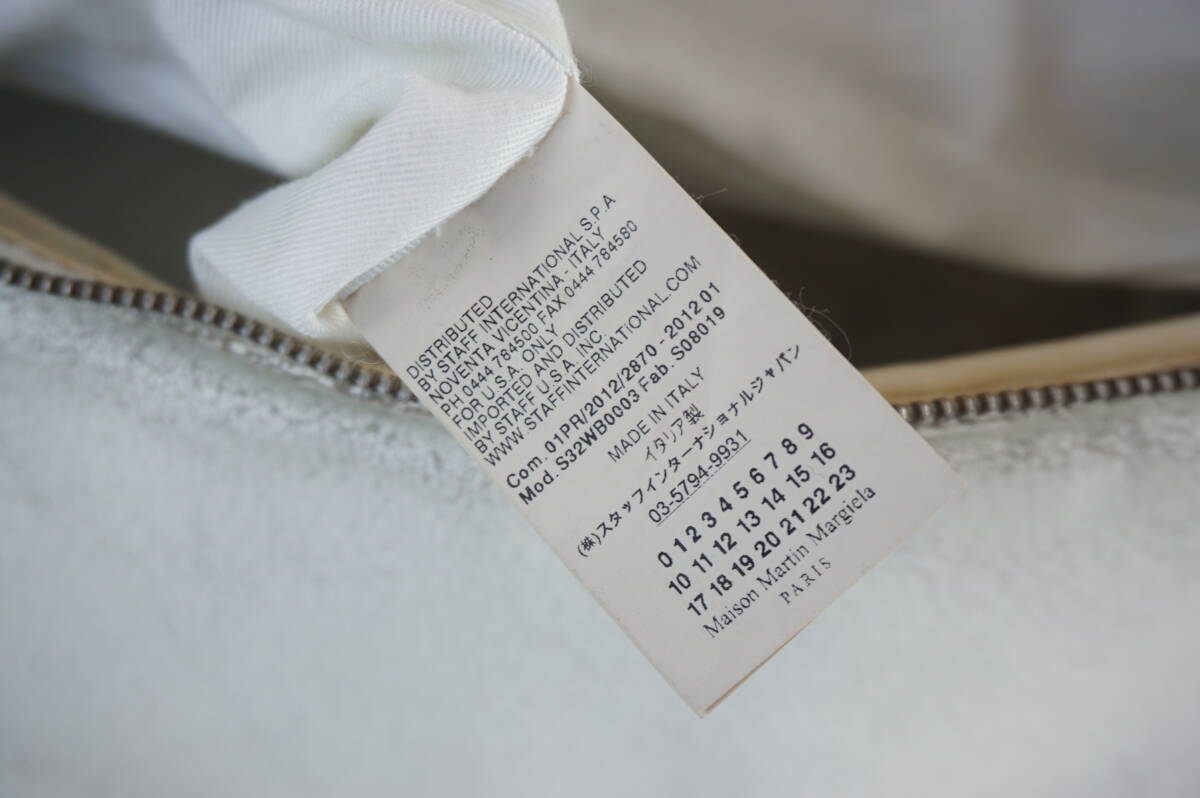 DISTRIBUTED
BY STAFF INTERNATIONAL S.P.A
NOVENTA VICENTINA - ITALY
PH 0444 784500 FAX 0444 784580
FOR U.S.A. ONLY
IMPORTED AND DISTRIBUTED
BY STAFF U.S.A. INC.
WWW.STAFFINTERNATIONAL.COM
Com. 01PR/2012/2870 - 2012 01
Mod. S32WB0003 Fab. S08019
MADE IN ITALY
イタリア製
(株)スタッフインターナショナルジャパン
03-5794-9931
0 1 2 3 4 5 6 7 8 9
10 11 12 13 14 15 16
17 18 19 20 21 22 23
Maison Martin Margiela
PARIS